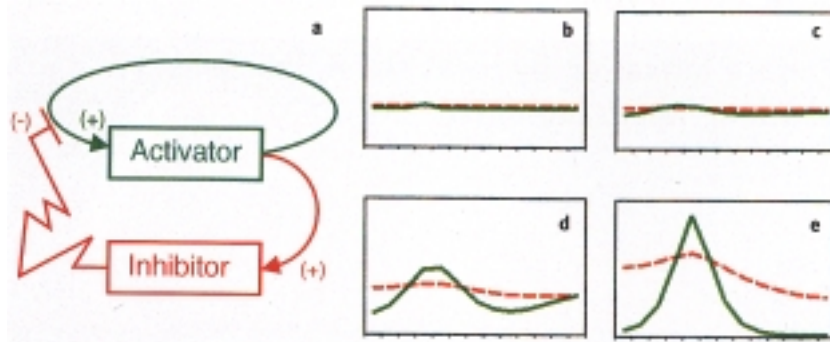 a
b
c
(-)
(+)
Activator
d
e
Inhibitor
(+)